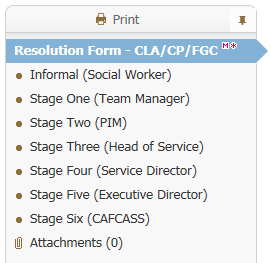 Print
Resolution Form - CLA/CP/FGC M*
Informal (Social Worker)
Stage One (Team Manager)
Stage Two (PIM)
Stage Three (Head of Service)
Stage Four (Service Director)
Stage Five (Executive Director)
Stage Six (CAFCASS)
Attachments (0)